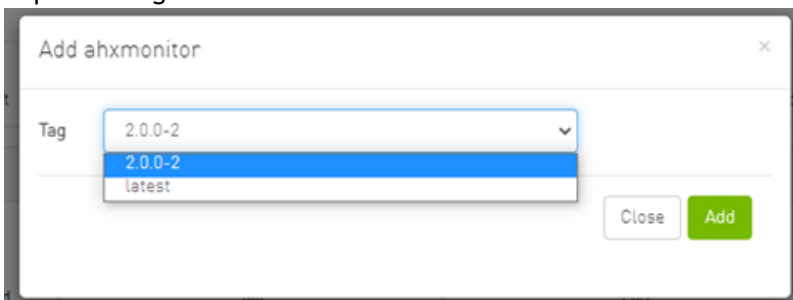 Add ahxmonitor
×
Tag
2.0.0-2
2.0.0-2
latest
Close
Add